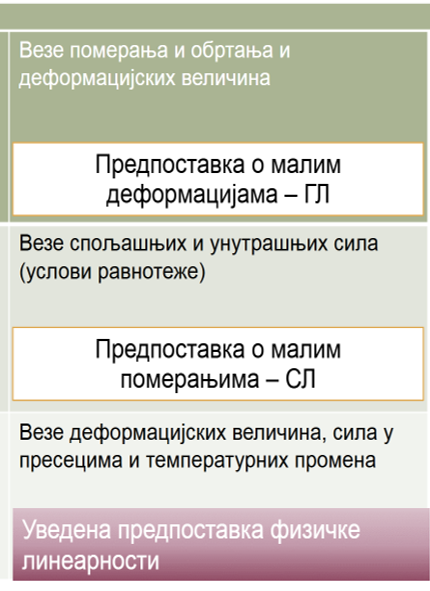 Везе померања и обртања и
деформацијских величина
Предпоставка о малим
деформацијама – ГЛ
Везе спољашњих и унутрашњих сила
(услови равнотеже)
Предпоставка о малим
померањима – СЛ
Везе деформацијских величина, сила у
пресецима и температурних промена
Уведена предпоставка физичке
линеарности